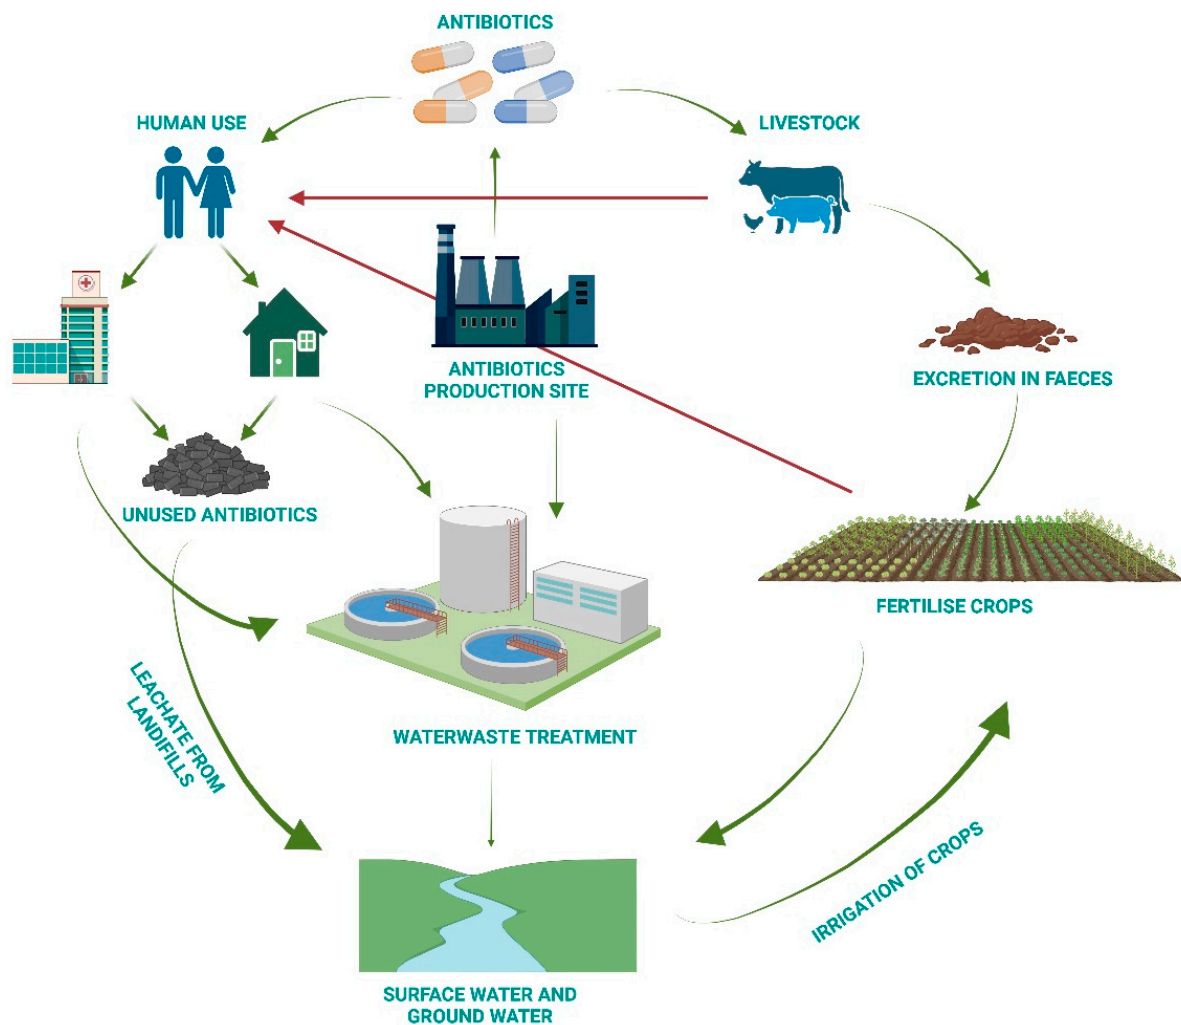 ANTIBIOTICS
HUMAN USE
LIVESTOCK
ANTIBIOTICS
PRODUCTION SITE
EXCRETION IN FAECES
UNUSED ANTIBIOTICS
FERTILISE CROPS
LEACHATE FROM
LANDIFILLS
WATERWASTE TREATMENT
IRRIGATION OF CROPS
SURFACE WATER AND
GROUND WATER